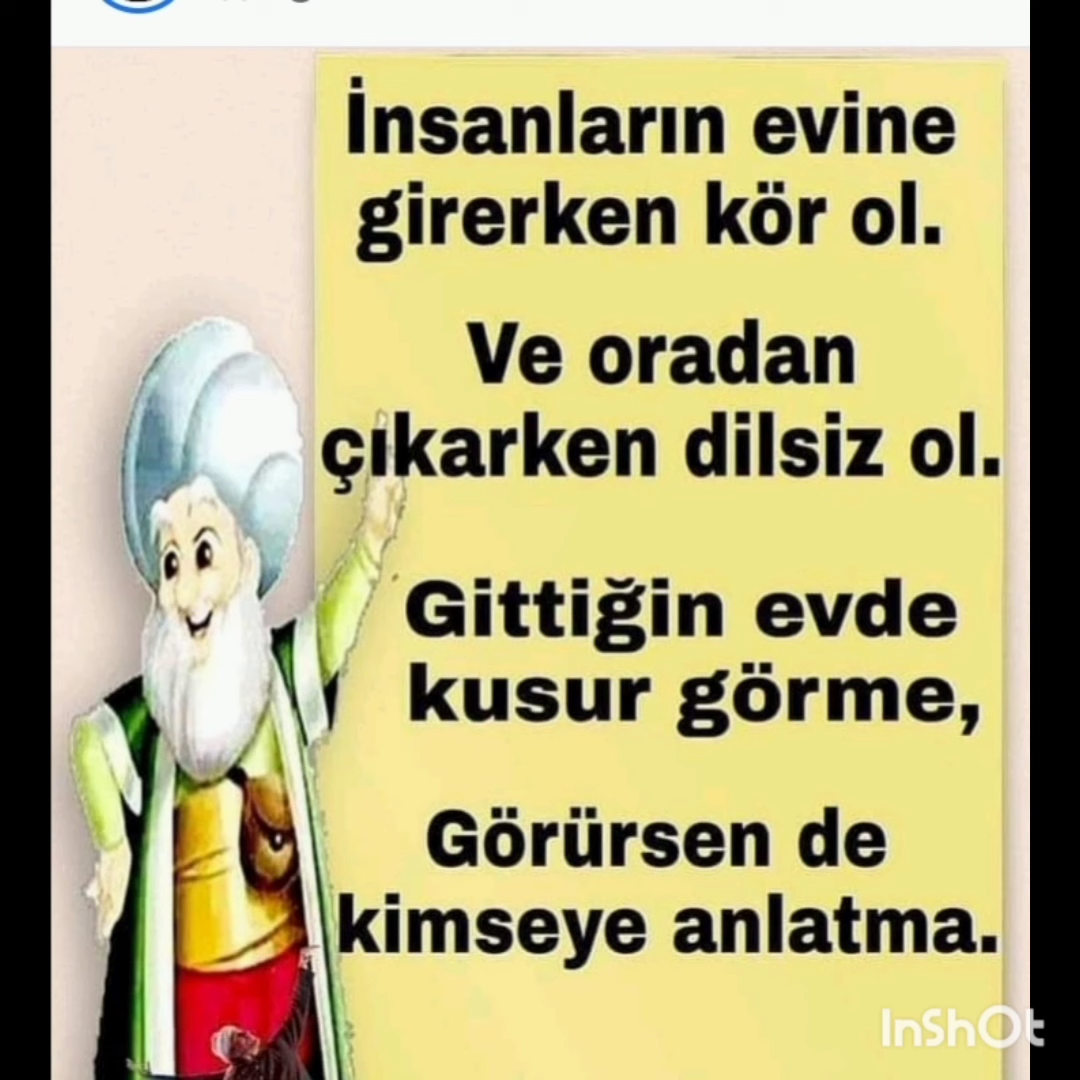 İnsanların evine
girerken kör ol.
Ve oradan
çıkarken dilsiz ol.
Gittiğin evde
kusur görme,
Görürsen de
kimseye anlatma.
InShOt